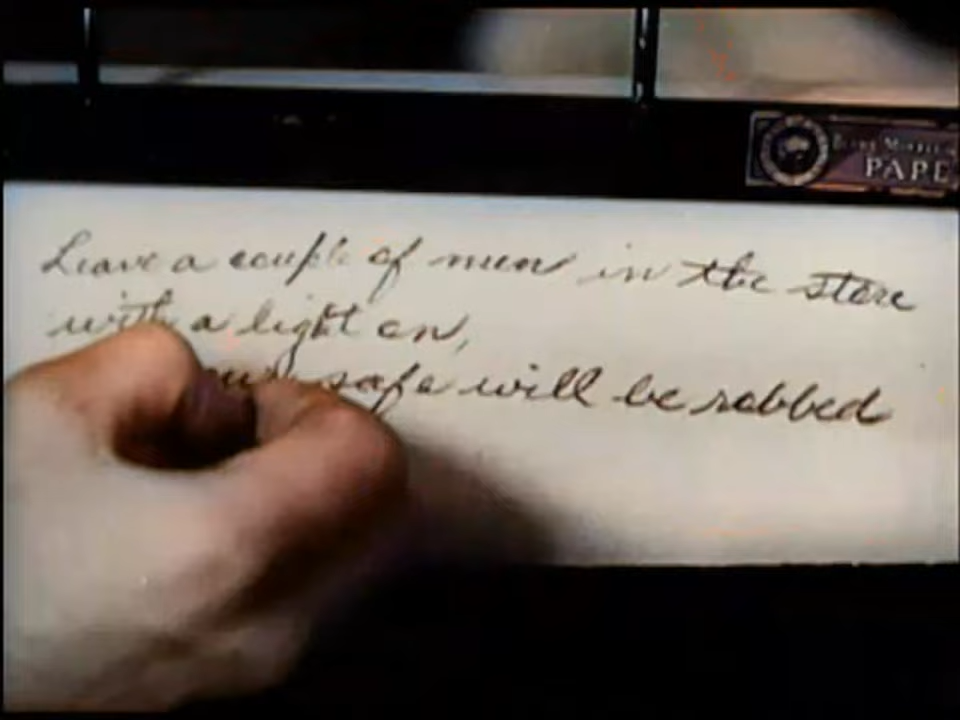 PAPE
Leave a couple of men in the store
with a light on,
safe will be robbed